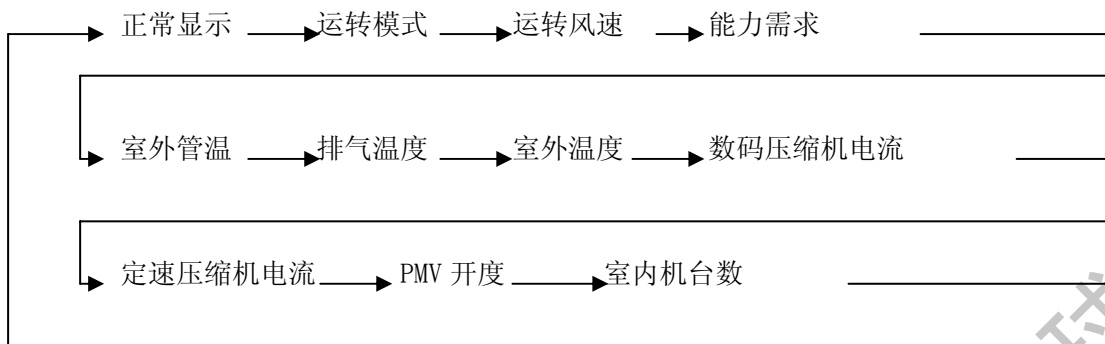 正常显示 运转模式 运转风速 能力需求
室外管温 排气温度 室外温度 数码压缩机电流
定速压缩机电流 PMV 开度 室内机台数